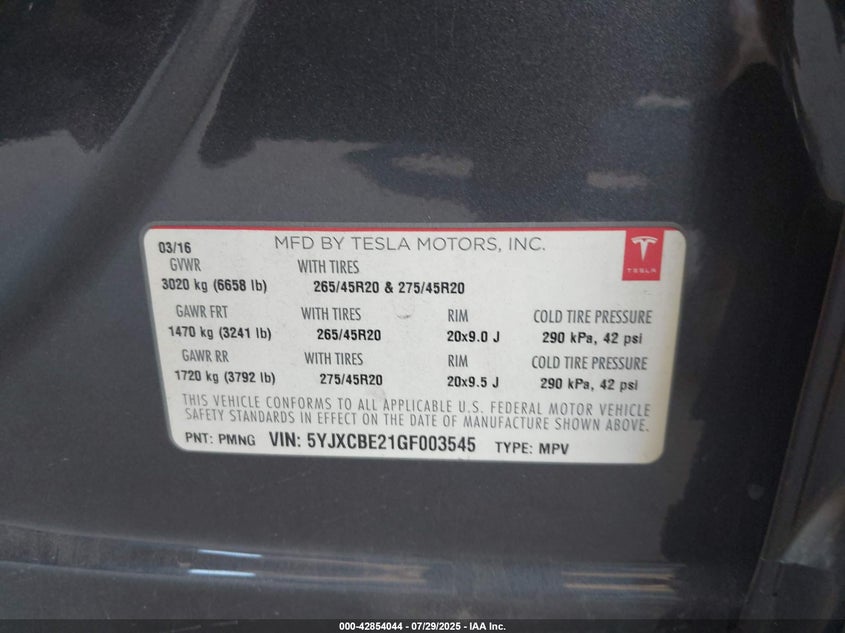 MFD BY TESLA MOTORS, INC.
TESLA
03/16
GVWR WITH TIRES
3020 kg (6658 lb) 265/45R20 & 275/45R20
GAWR FRT WITH TIRES RIM COLD TIRE PRESSURE
1470 kg (3241 lb) 265/45R20 20x9.0 J 290 kPa, 42 psi
GAWR RR WITH TIRES RIM COLD TIRE PRESSURE
1720 kg (3792 lb) 275/45R20 20x9.5 J 290 kPa, 42 psi
THIS VEHICLE CONFORMS TO ALL APPLICABLE U.S. FEDERAL MOTOR VEHICLE
SAFETY STANDARDS IN EFFECT ON THE DATE OF MANUFACTURE SHOWN ABOVE.
PNT: PMNG VIN: 5YJXCBE21GF003545 TYPE: MPV
000-42854044 / 07/29/2025 - IAA Inc.